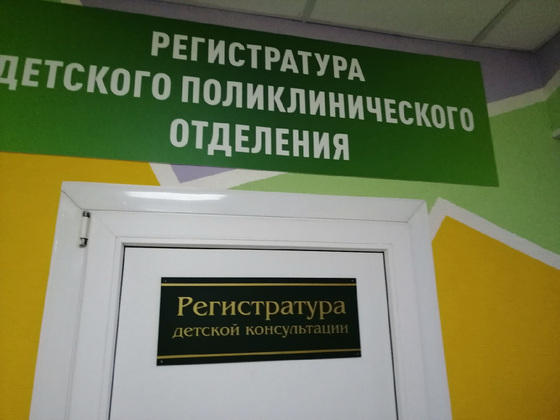 РЕГИСТРАТУРА
ДЕТСКОГО ПОЛИКЛИНИЧЕСКОГО
ОТДЕЛЕНИЯ
Регистратура
детской консультации